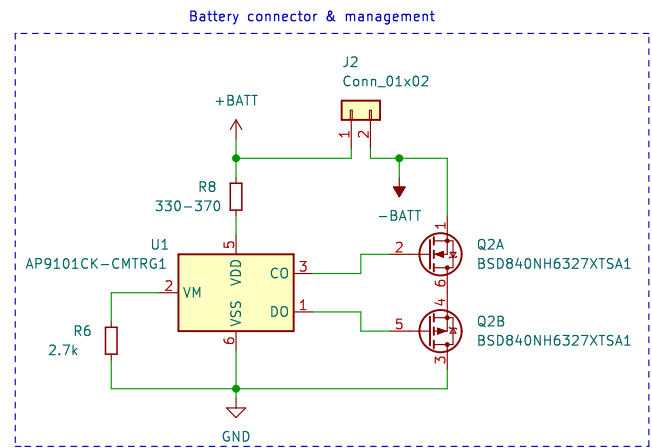 Battery connector & management
J2
Conn_01x02
+BATT
1
2
R8
330-370
-BATT
1
U1
AP9101CK-CMTRG1
5
VDD
CO
3
2
Q2A
BSD840NH6327XTSA1
6
2
VM
VSS
DO
1
4
5
Q2B
BSD840NH6327XTSA1
3
R6
2.7k
6
GND